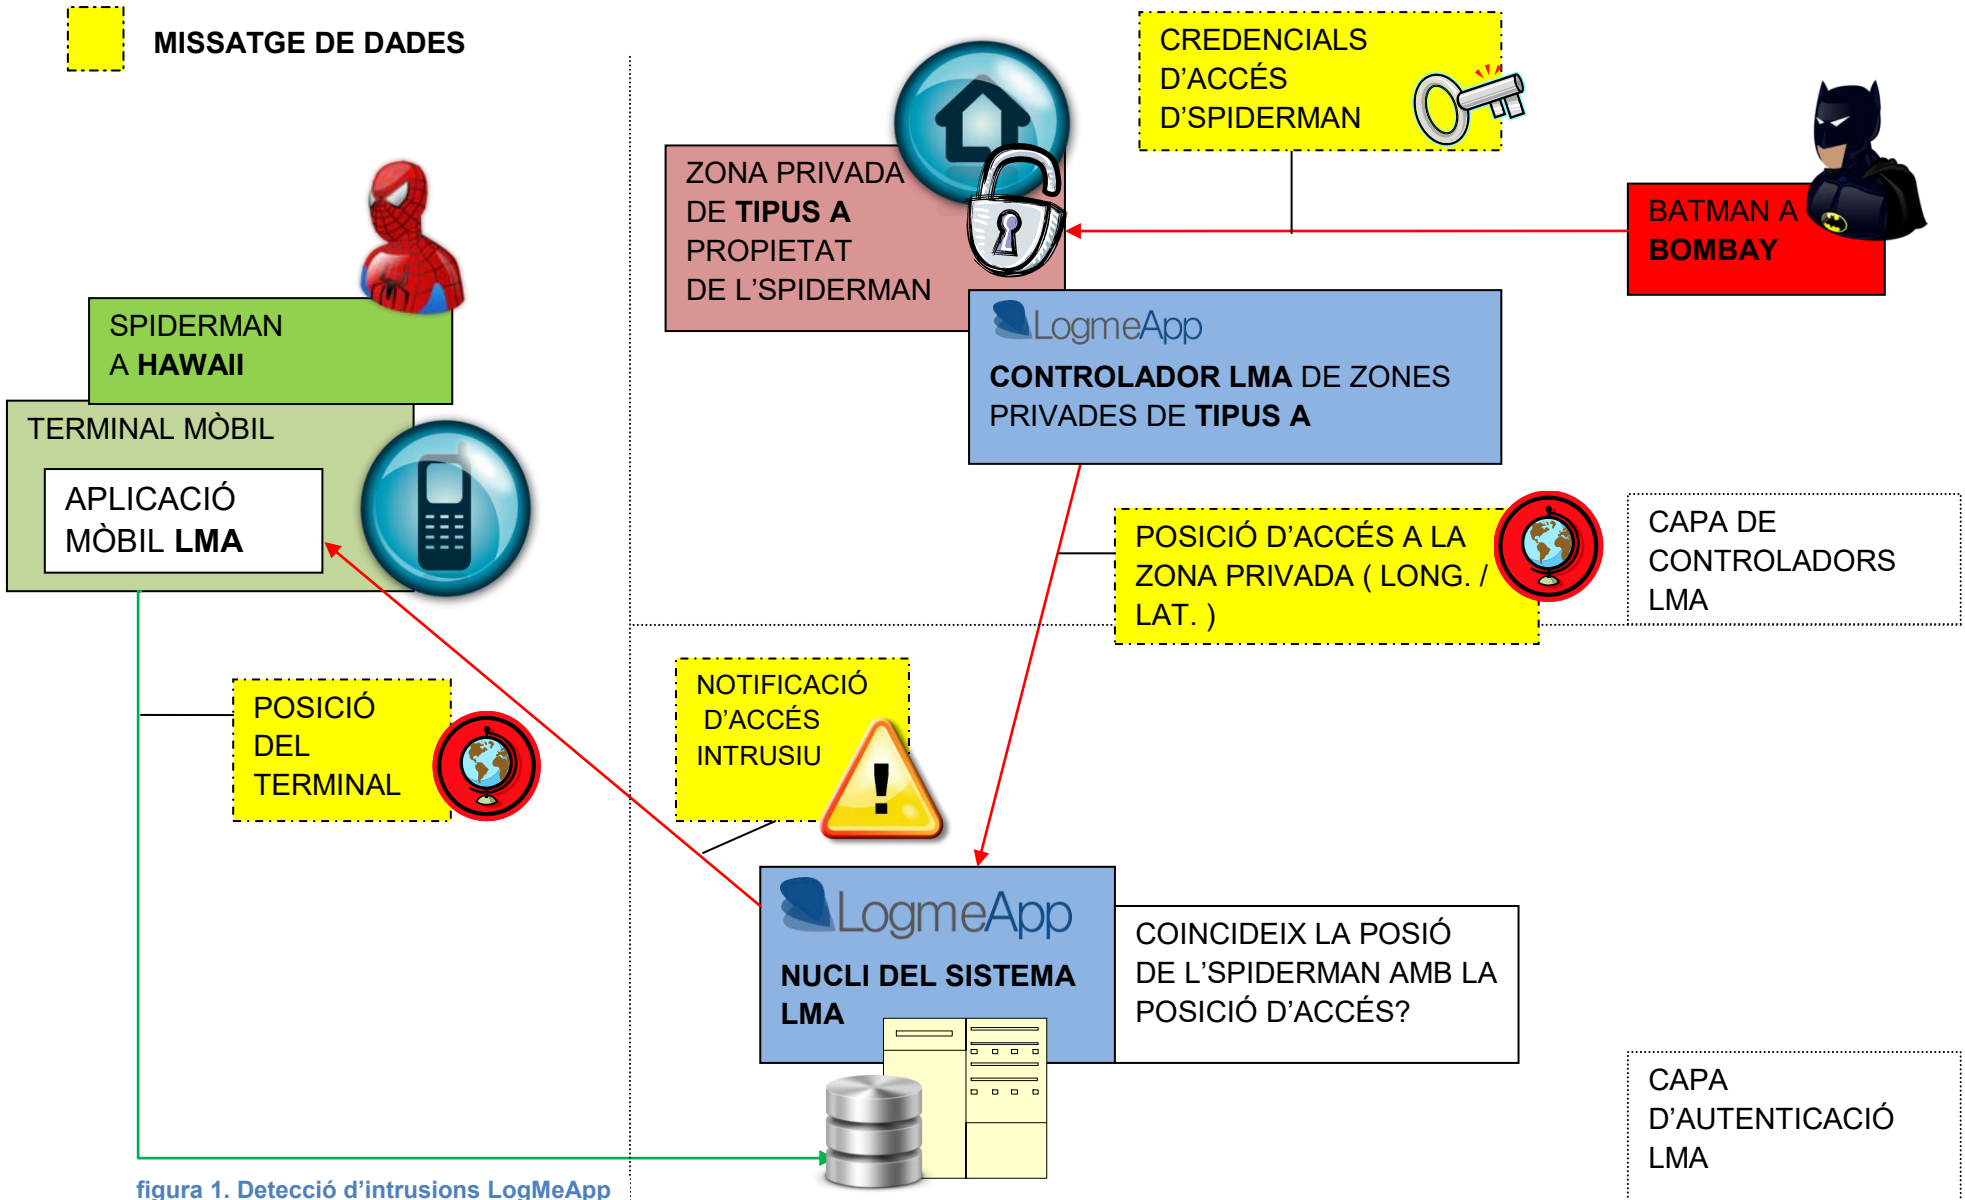 MISSATGE DE DADES
CREDENCIALS
D’ACCÉS
D’SPIDERMAN
ZONA PRIVADA
DE TIPUS A
PROPIETAT
DE L’SPIDERMAN
BATMAN A
BOMBAY
SPIDERMAN
A HAWAII
LogmeApp
CONTROLADOR LMA DE ZONES
PRIVADES DE TIPUS A
TERMINAL MÒBIL
APLICACIÓ
MÒBIL LMA
POSICIÓ D’ACCÉS A LA
ZONA PRIVADA ( LONG. /
LAT. )
CAPA DE
CONTROLADORS
LMA
POSICIÓ
DEL
TERMINAL
NOTIFICACIÓ
D’ACCÉS
INTRUSIU
LogmeApp
NUCLI DEL SISTEMA
LMA
COINCIDEIX LA POSIÓ
DE L’SPIDERMAN AMB LA
POSICIÓ D’ACCÉS?
CAPA
D’AUTENTICACIÓ
LMA
figura 1. Detecció d’intrusions LogMeApp